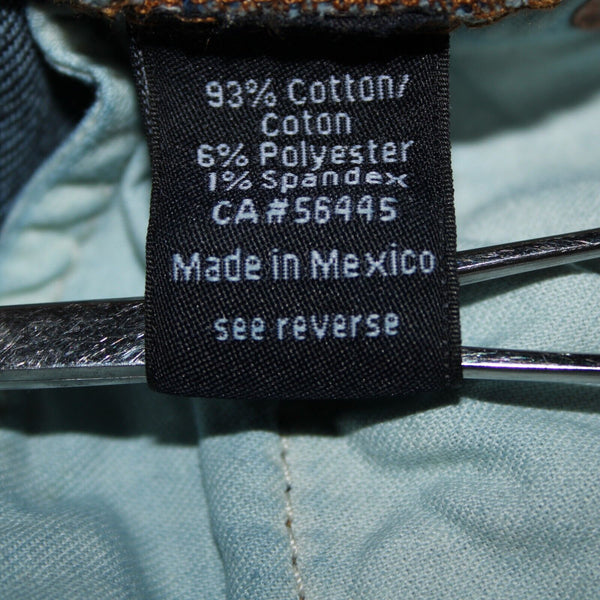 93% Cotton/
Coton
6% Polyester
1% Spandex
CA#56445
Made in Mexico
see reverse